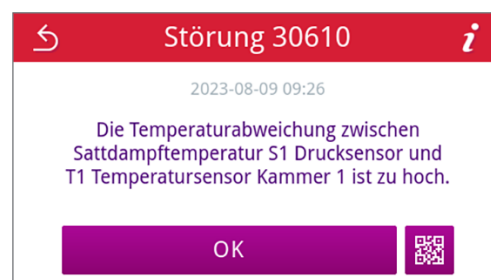 Störung 30610
i
2023-08-09 09:26
Die Temperaturabweichung zwischen
Sattdampftemperatur S1 Drucksensor und
T1 Temperatursensor Kammer 1 ist zu hoch.
OK